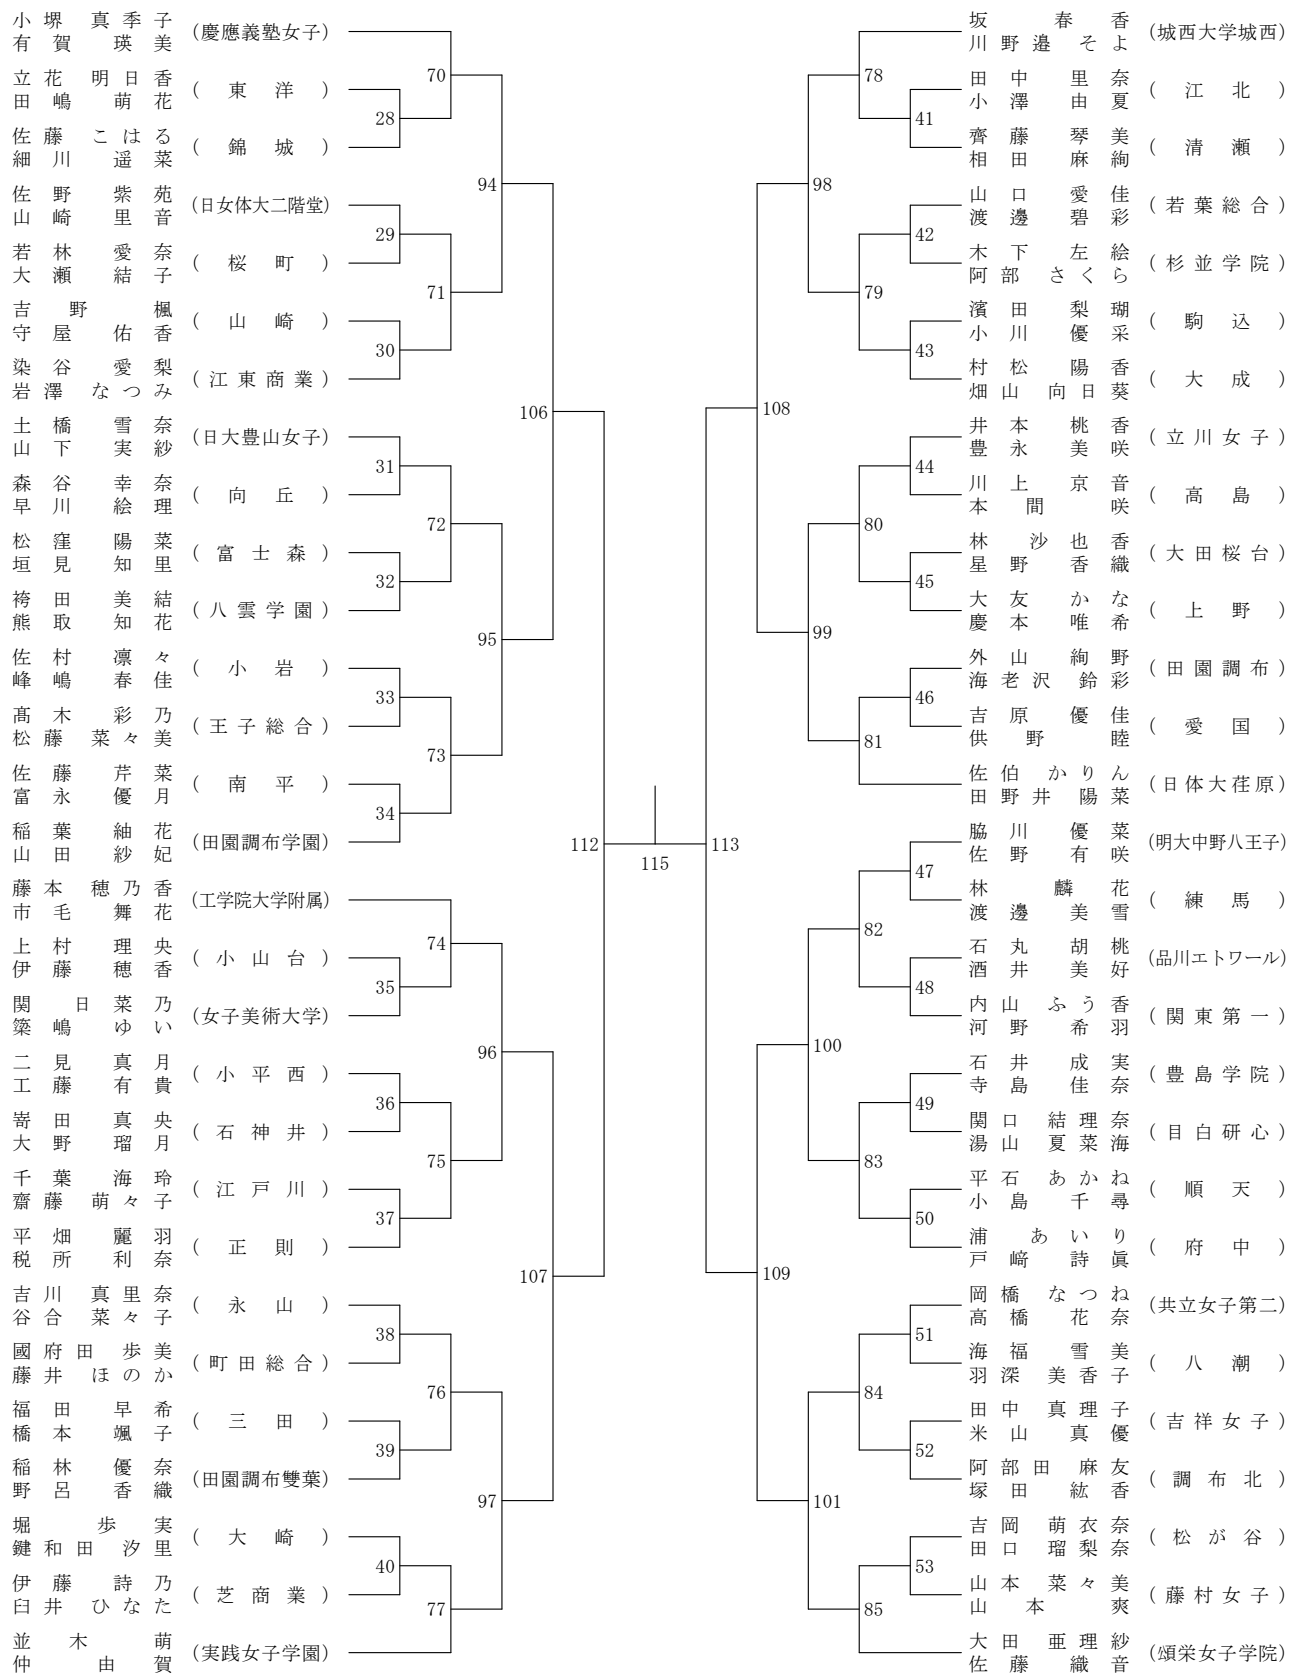 小堺 真季子
有賀 瑛美
(慶應義塾女子)
立花 明日香
田嶋 萌花
(東洋)
佐藤 こはる
細川 遥菜
(錦城)
佐野 紫苑
山崎 里音
(日女体大二階堂)
若林 愛奈
大瀬 結子
(桜町)
吉野 楓
守屋 佑香
(山崎)
染谷 愛梨
岩澤 なつみ
(江東商業)
土橋 雪奈
山下 実紗
(日大豊山女子)
森谷 幸奈
早川 絵理
(向丘)
松窪 陽菜
垣見 知里
(富士森)
袴田 美結
熊取 知花
(八雲学園)
佐村 凛々
峰嶋 春佳
(小岩)
髙木 彩乃
松藤 菜々美
(王子総合)
佐藤 芹菜
富永 優月
(南平)
稲葉 紬花
山田 紗妃
(田園調布学園)
藤本 穂乃香
市毛 舞花
(工学院大学附属)
上村 理央
伊藤 穂香
(小山台)
関 日菜乃
築嶋 ゆい
(女子美術大学)
二見 真月
工藤 有貴
(小平西)
嵜田 真央
大野 瑠月
(石神井)
千葉 海玲
齋藤 萌々子
(江戸川)
平畑 麗羽
税所 利奈
(正則)
吉川 真里奈
谷合 菜々子
(永山)
國府田 歩美
藤井 ほのか
(町田総合)
福田 早希
橋本 颯子
(三田)
稲林 優奈
野呂 香織
(田園調布雙葉)
堀 歩実
鍵和田 汐里
(大崎)
伊藤 詩乃
臼井 ひなた
(芝商業)
並木 萌
仲 由賀
(実践女子学園)
28
29
30
31
32
33
34
35
36
37
38
39
40
70
71
72
73
74
75
76
77
94
95
96
97
106
107
112
115
113
108
109
98
99
100
101
78
79
80
81
82
83
84
85
41
42
43
44
45
46
47
48
49
50
51
52
53
坂 春香
川野邉 そよ
(城西大学城西)
田中 里奈
小澤 由夏
(江北)
齊藤 琴美
相田 麻絢
(清瀬)
山口 愛佳
渡邊 碧彩
(若葉総合)
木下 左絵
阿部 さくら
(杉並学院)
濱田 梨瑚
小川 優采
(駒込)
村松 陽香
畑山 向日葵
(大成)
井本 桃香
豊永 美咲
(立川女子)
川上 京音
本間 咲
(高島)
林 沙也香
星野 香織
(大田桜台)
大友 かな
慶本 唯希
(上野)
外山 絢野
海老沢 鈴彩
(田園調布)
吉原 優佳
供野 睦
(愛国)
佐伯 かりん
田野井 陽菜
(日体大荏原)
脇川 優菜
佐野 有咲
(明大中野八王子)
林 麟花
渡邊 美雪
(練馬)
石丸 胡桃
酒井 美好
(品川エトワール)
内山 ふう香
河野 希羽
(関東第一)
石井 成実
寺島 佳奈
(豊島学院)
関口 結理奈
湯山 夏菜海
(目白研心)
平石 あかね
小島 千尋
(順天)
浦 あいり
戸﨑 詩眞
(府中)
岡橋 なつね
高橋 花奈
(共立女子第二)
海福 雪美
羽深 美香子
(八潮)
田中 真理子
米山 真優
(吉祥女子)
阿部田 麻友
塚田 紘香
(調布北)
吉岡 萌衣奈
田口 瑠梨奈
(松が谷)
山本 菜々美
山本 爽
(藤村女子)
大田 亜理紗
佐藤 織音
(頌栄女子学院)